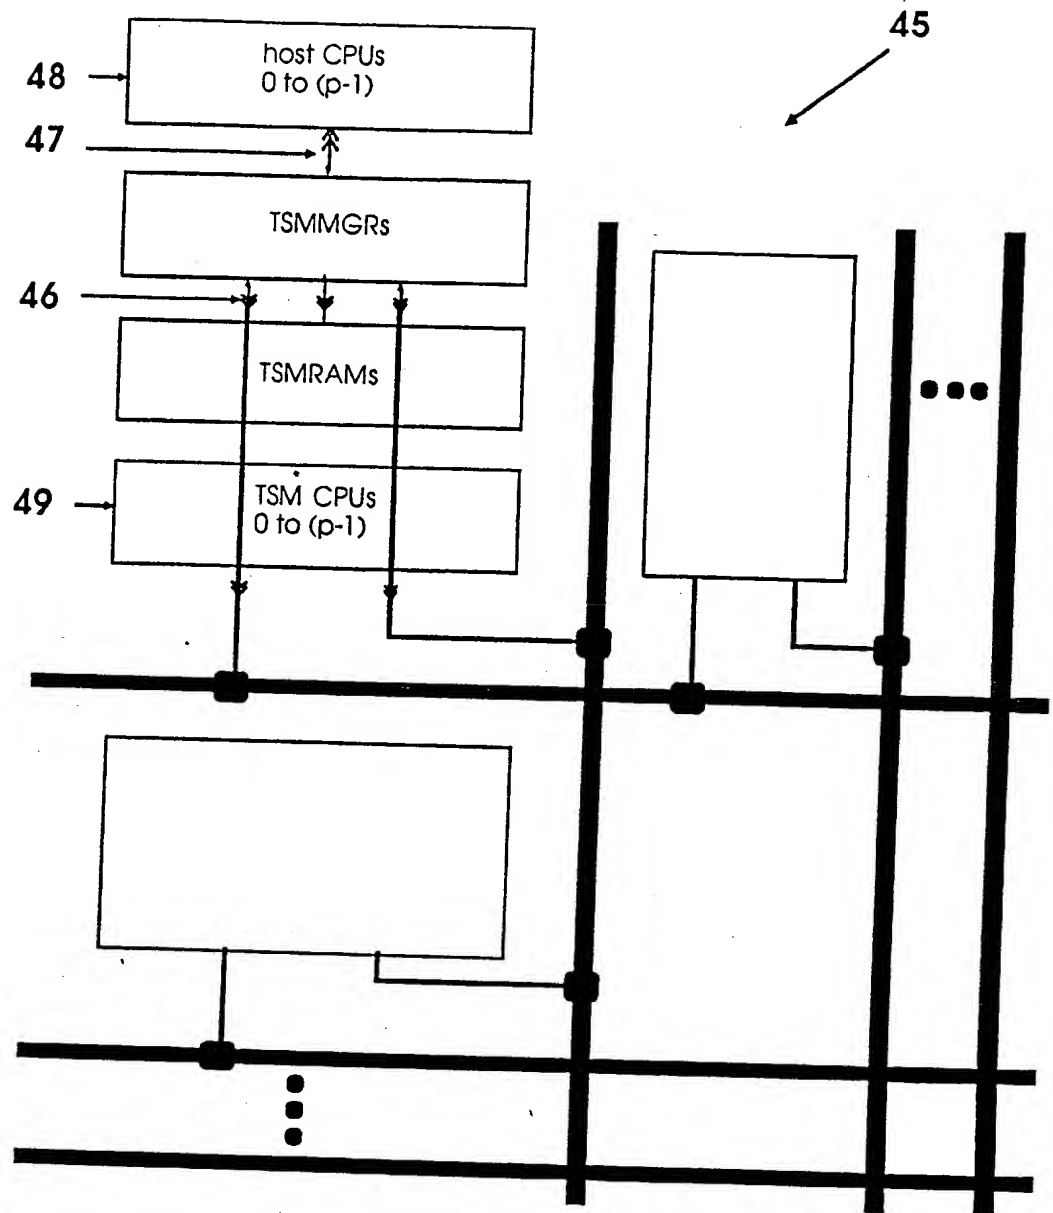 45
48
host CPUs
0 to (p-1)
47
TSMMGRs
46
TSMRAMs
49
TSM CPUs
0 to (p-1)